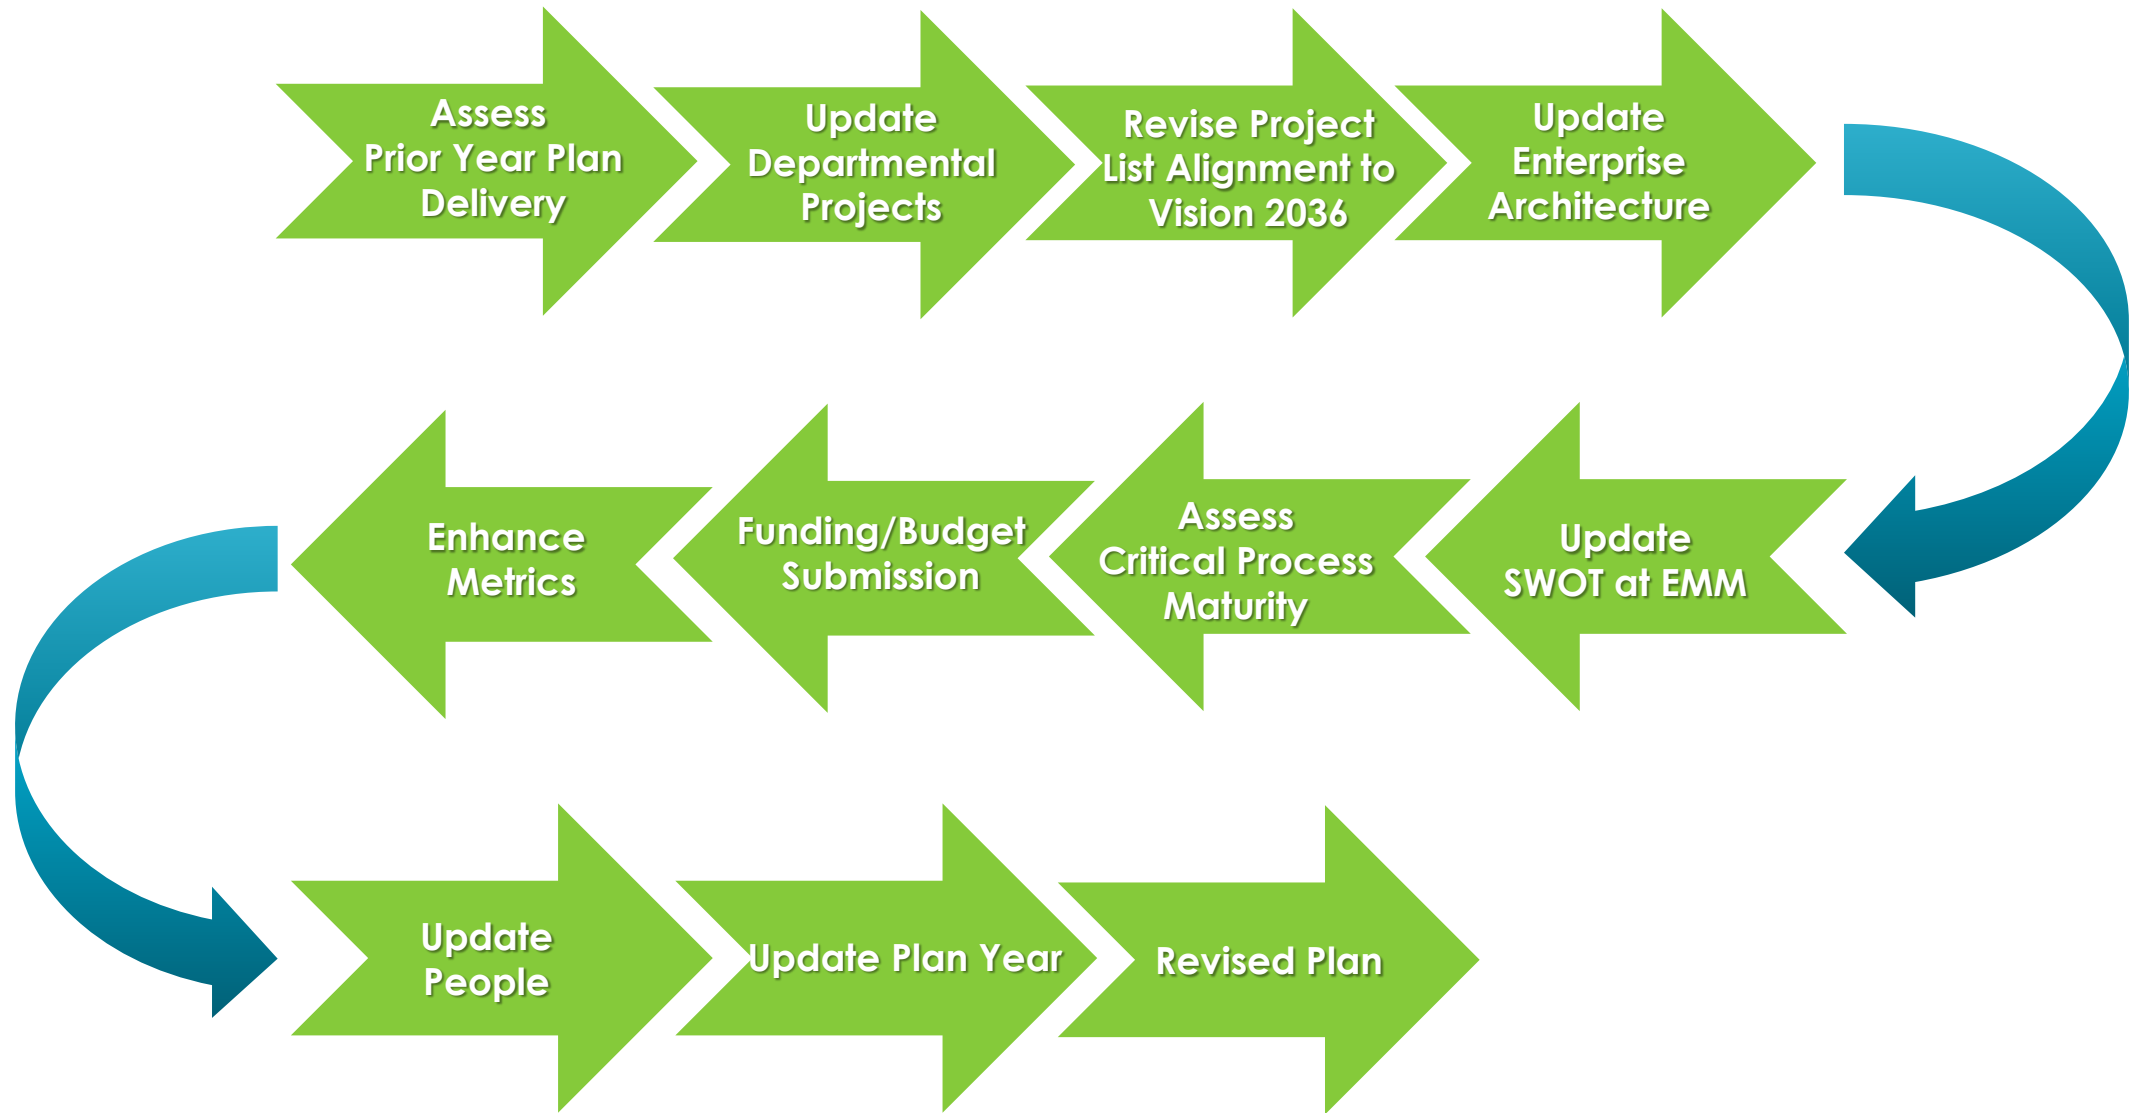 Assess
Prior Year Plan
Delivery
Update
Departmental
Projects
Revise Project
List Alignment to
Vision 2036
Update
Enterprise
Architecture
Update
SWOT at EMM
Assess
Critical Process
Maturity
Funding/Budget
Submission
Enhance
Metrics
Update
People
Update Plan Year
Revised Plan